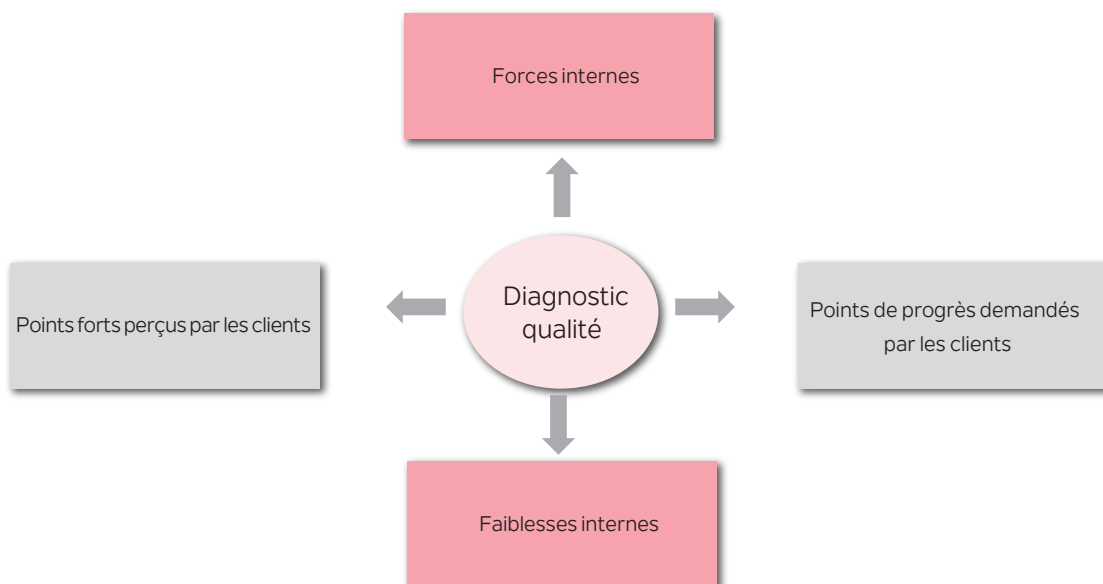 Forces internes
Points forts perçus par les clients
Diagnostic
qualité
Points de progrès demandés
par les clients
Faiblesses internes